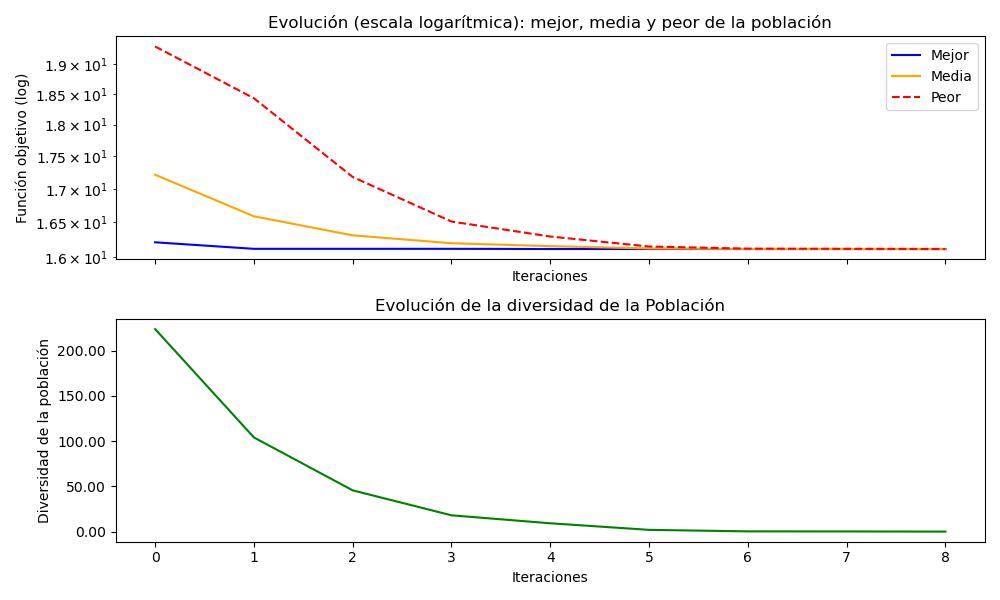 Evolución (escala logarítmica): mejor, media y peor de la población
Función objetivo (log)
1.9 × 10¹
1.85 × 10¹
1.8 × 10¹
1.75 × 10¹
1.7 × 10¹
1.65 × 10¹
1.6 × 10¹
Mejor
Media
Peor
Iteraciones
Evolución de la diversidad de la Población
Diversidad de la población
200.00
150.00
100.00
50.00
0.00
0 1 2 3 4 5 6 7 8
Iteraciones